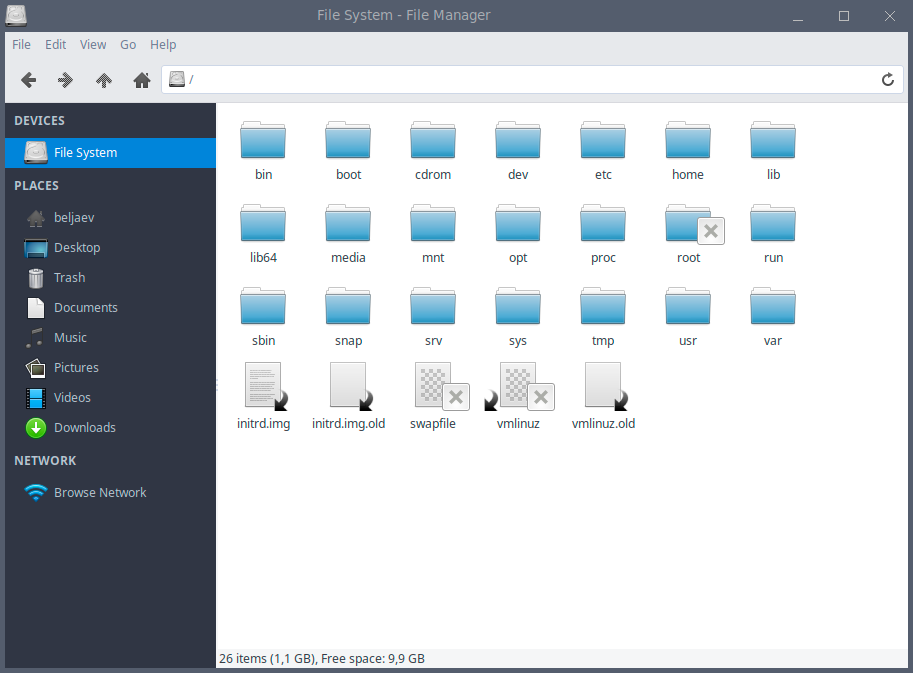 File System - File Manager
File Edit View Go Help
/
DEVICES
File System
PLACES
beljaev
Desktop
Trash
Documents
Music
Pictures
Videos
Downloads
NETWORK
Browse Network
bin boot cdrom dev etc home lib
lib64 media mnt opt proc root run
sbin snap srv sys tmp usr var
initrd.img initrd.img.old swapfile vmlinuz vmlinuz.old
26 items (1,1 GB), Free space: 9,9 GB